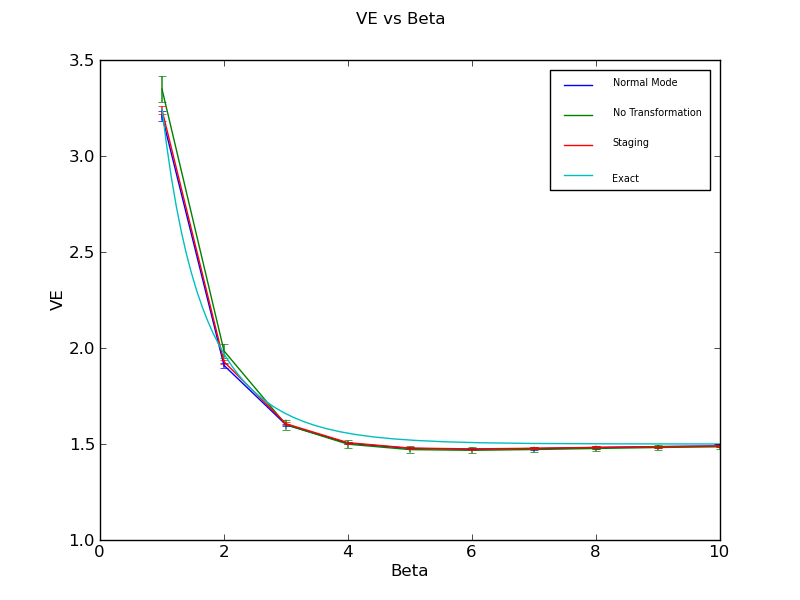 VE vs Beta
3.5
3.0
2.5
2.0
1.5
1.0
VE
0
2
4
6
8
10
Beta
Normal Mode
No Transformation
Staging
Exact